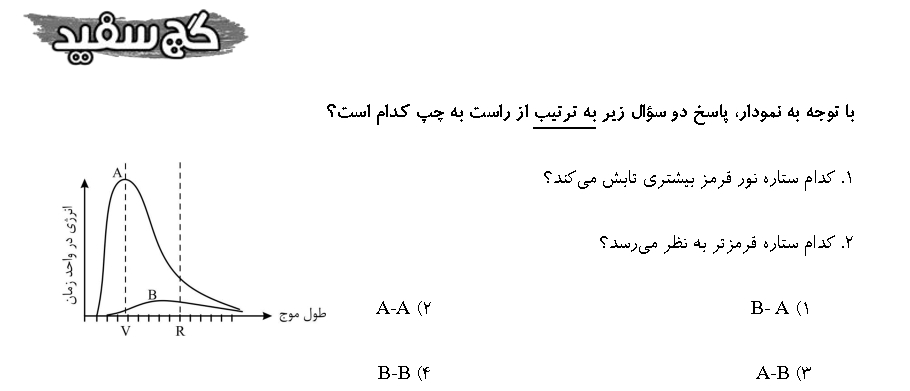 گچ سفید
با توجه به نمودار، پاسخ دو سؤال زیر به ترتیب از راست به چپ کدام است؟
۱. کدام ستاره نور قرمز بیشتری تابش می‌کند؟
۲. کدام ستاره قرمزتر به نظر می‌رسد؟
۱) B- A
۲) A-A
۳) A-B
۴) B-B
انرژی در واحد زمان
A
B
طول موج
V
R